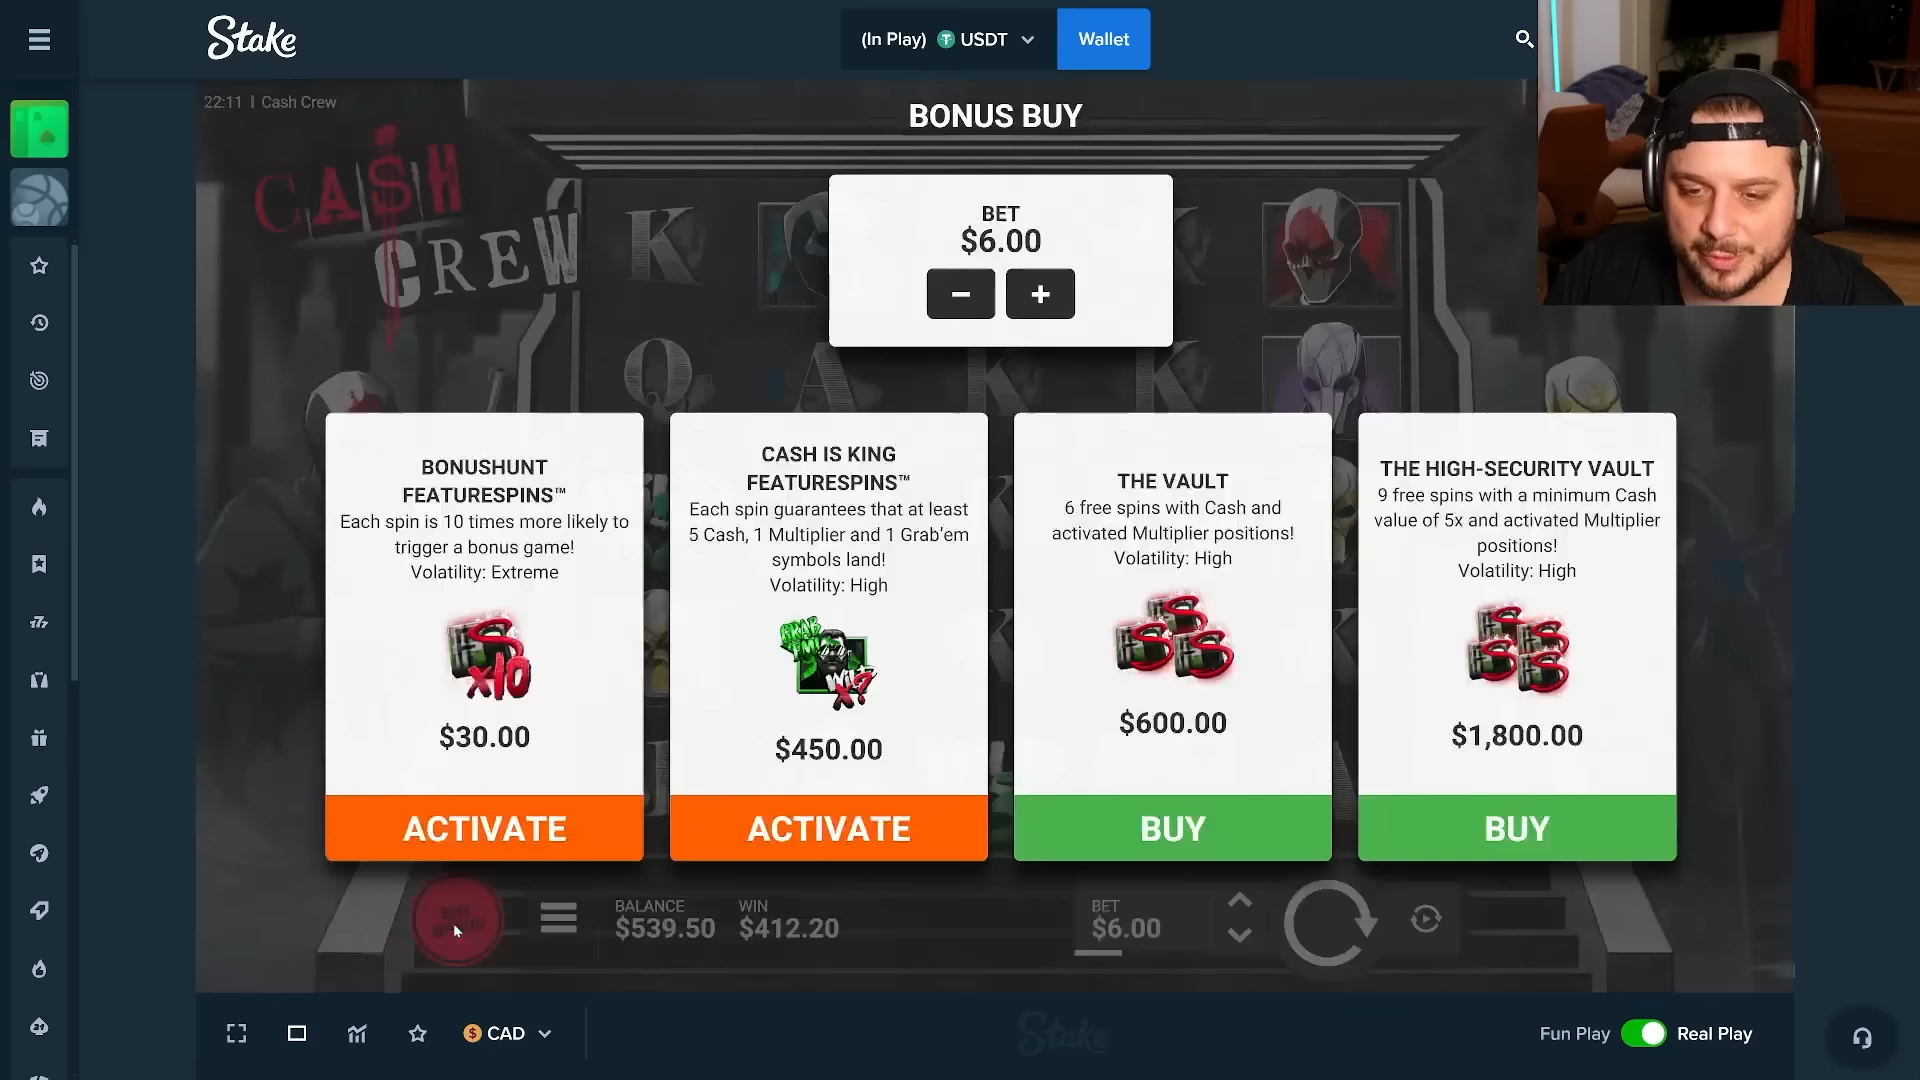 Stake
(In Play) USDT
Wallet
22:11 | Cash Crew
BONUS BUY
CASH
CREW
BET
$6.00
− +
BONUSHUNT
FEATURESPINS™
Each spin is 10 times more likely to
trigger a bonus game!
Volatility: Extreme
x10
$30.00
ACTIVATE
CASH IS KING
FEATURESPINS™
Each spin guarantees that at least
5 Cash, 1 Multiplier and 1 Grab'em
symbols land!
Volatility: High
GRAB
'EM!
WILD
X?
$450.00
ACTIVATE
THE VAULT
6 free spins with Cash and
activated Multiplier positions!
Volatility: High
$600.00
BUY
THE HIGH-SECURITY VAULT
9 free spins with a minimum Cash
value of 5x and activated Multiplier
positions!
Volatility: High
$1,800.00
BUY
K
Q A K K
BALANCE
$539.50
WIN
$412.20
BET
$6.00
CAD
Stake
Fun Play
Real Play